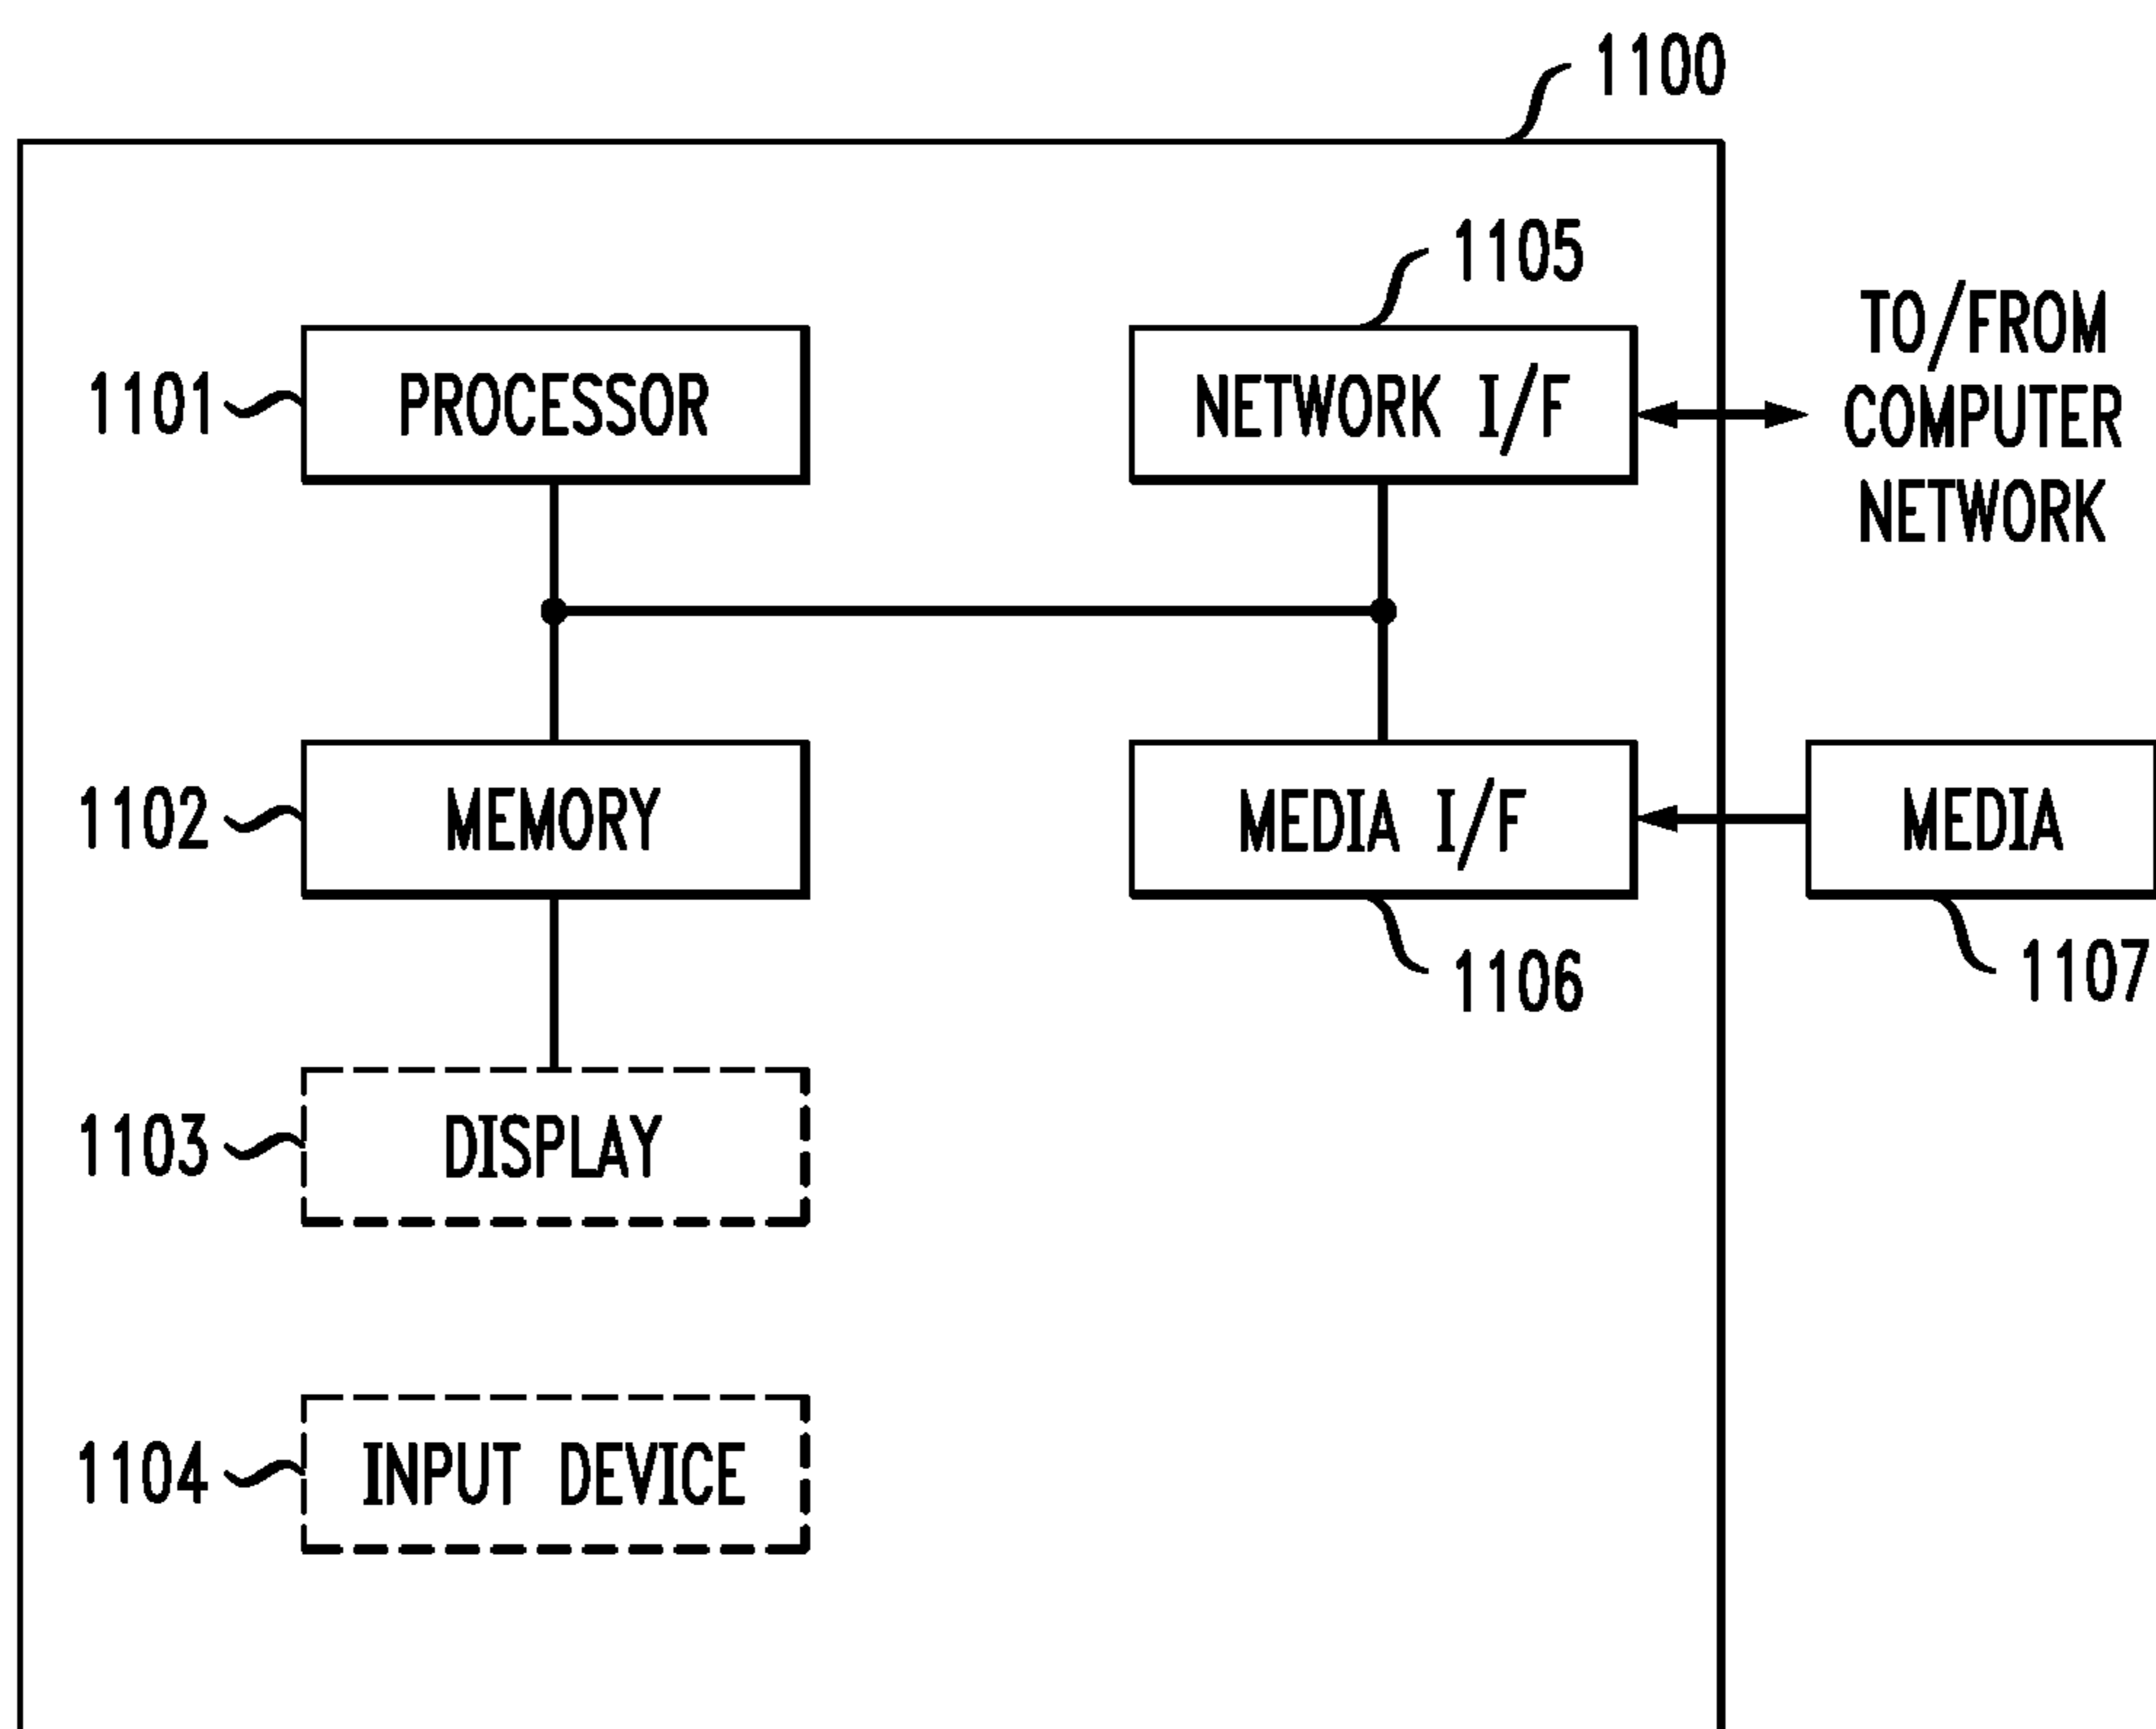 1100
1105
1101
PROCESSOR
NETWORK I/F
TO/FROM
COMPUTER
NETWORK
1102
MEMORY
MEDIA I/F
MEDIA
1106
1107
1103
DISPLAY
1104
INPUT DEVICE